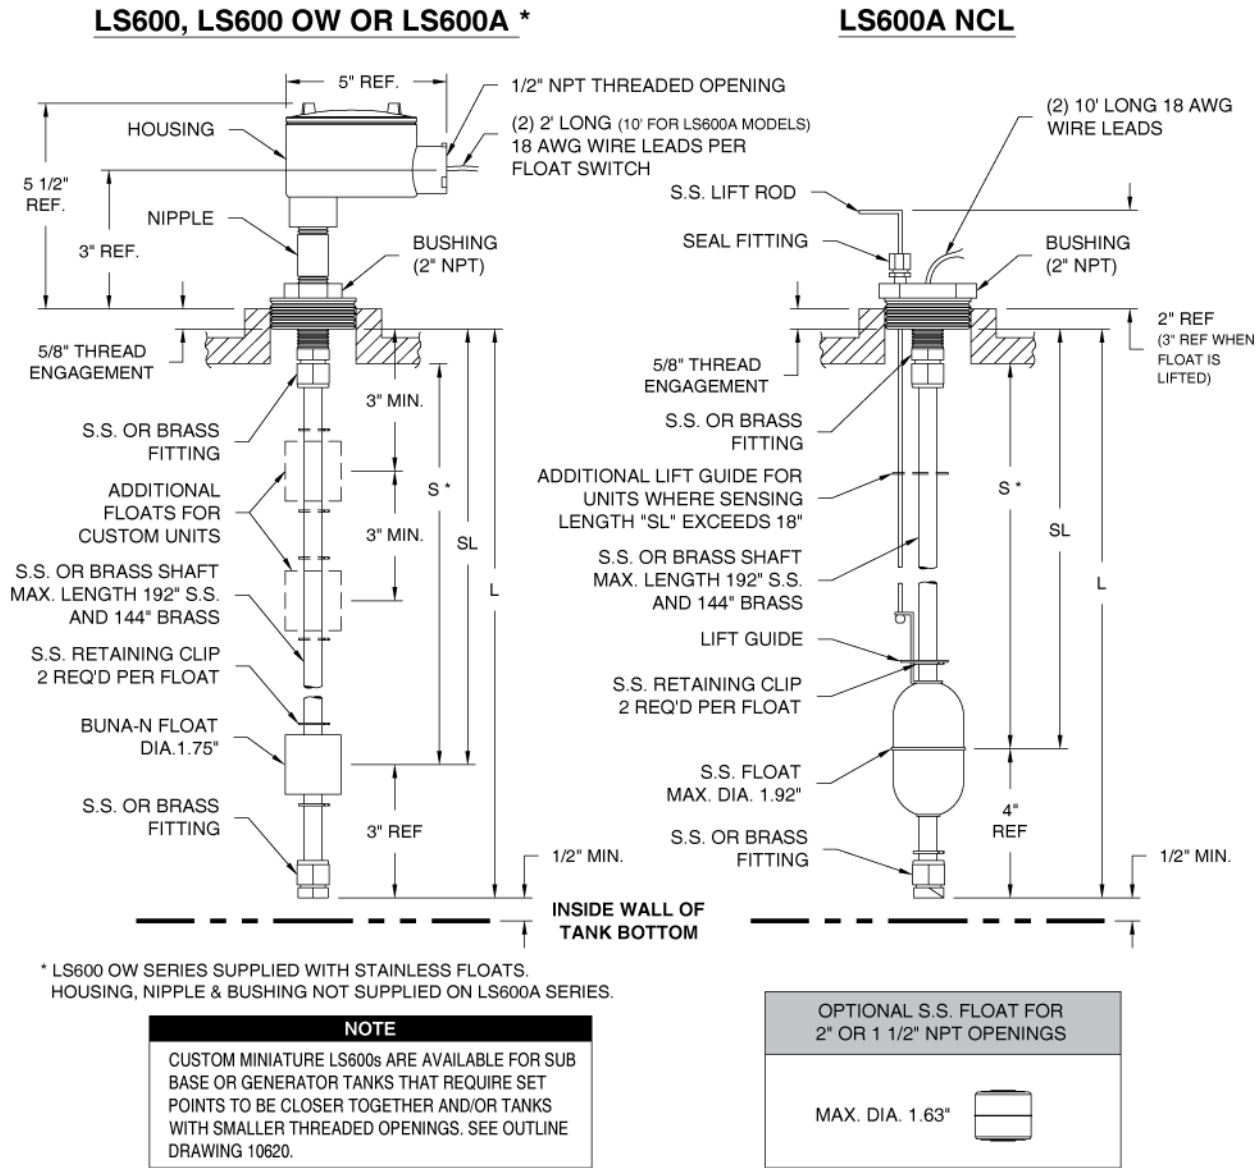 LS600, LS600 OW OR LS600A *
5" REF.
1/2" NPT THREADED OPENING
HOUSING
(2) 2' LONG (10' FOR LS600A MODELS)
18 AWG WIRE LEADS PER
FLOAT SWITCH
5 1/2"
REF.
3" REF.
NIPPLE
BUSHING
(2" NPT)
5/8" THREAD
ENGAGEMENT
3" MIN.
S.S. OR BRASS
FITTING
ADDITIONAL
FLOATS FOR
CUSTOM UNITS
S *
3" MIN.
SL
L
S.S. OR BRASS SHAFT
MAX. LENGTH 192" S.S.
AND 144" BRASS
S.S. RETAINING CLIP
2 REQ'D PER FLOAT
BUNA-N FLOAT
DIA.1.75"
S.S. OR BRASS
FITTING
3" REF
1/2" MIN.
INSIDE WALL OF
TANK BOTTOM
* LS600 OW SERIES SUPPLIED WITH STAINLESS FLOATS.
HOUSING, NIPPLE & BUSHING NOT SUPPLIED ON LS600A SERIES.
NOTE
CUSTOM MINIATURE LS600s ARE AVAILABLE FOR SUB
BASE OR GENERATOR TANKS THAT REQUIRE SET
POINTS TO BE CLOSER TOGETHER AND/OR TANKS
WITH SMALLER THREADED OPENINGS. SEE OUTLINE
DRAWING 10620.
LS600A NCL
(2) 10' LONG 18 AWG
WIRE LEADS
S.S. LIFT ROD
SEAL FITTING
BUSHING
(2" NPT)
2" REF
(3" REF WHEN
FLOAT IS
LIFTED)
5/8" THREAD
ENGAGEMENT
S.S. OR BRASS
FITTING
ADDITIONAL LIFT GUIDE FOR
UNITS WHERE SENSING
LENGTH "SL" EXCEEDS 18"
S *
SL
L
S.S. OR BRASS SHAFT
MAX. LENGTH 192" S.S.
AND 144" BRASS
LIFT GUIDE
S.S. RETAINING CLIP
2 REQ'D PER FLOAT
S.S. FLOAT
MAX. DIA. 1.92"
4"
REF
S.S. OR BRASS
FITTING
1/2" MIN.
OPTIONAL S.S. FLOAT FOR
2" OR 1 1/2" NPT OPENINGS
MAX. DIA. 1.63"